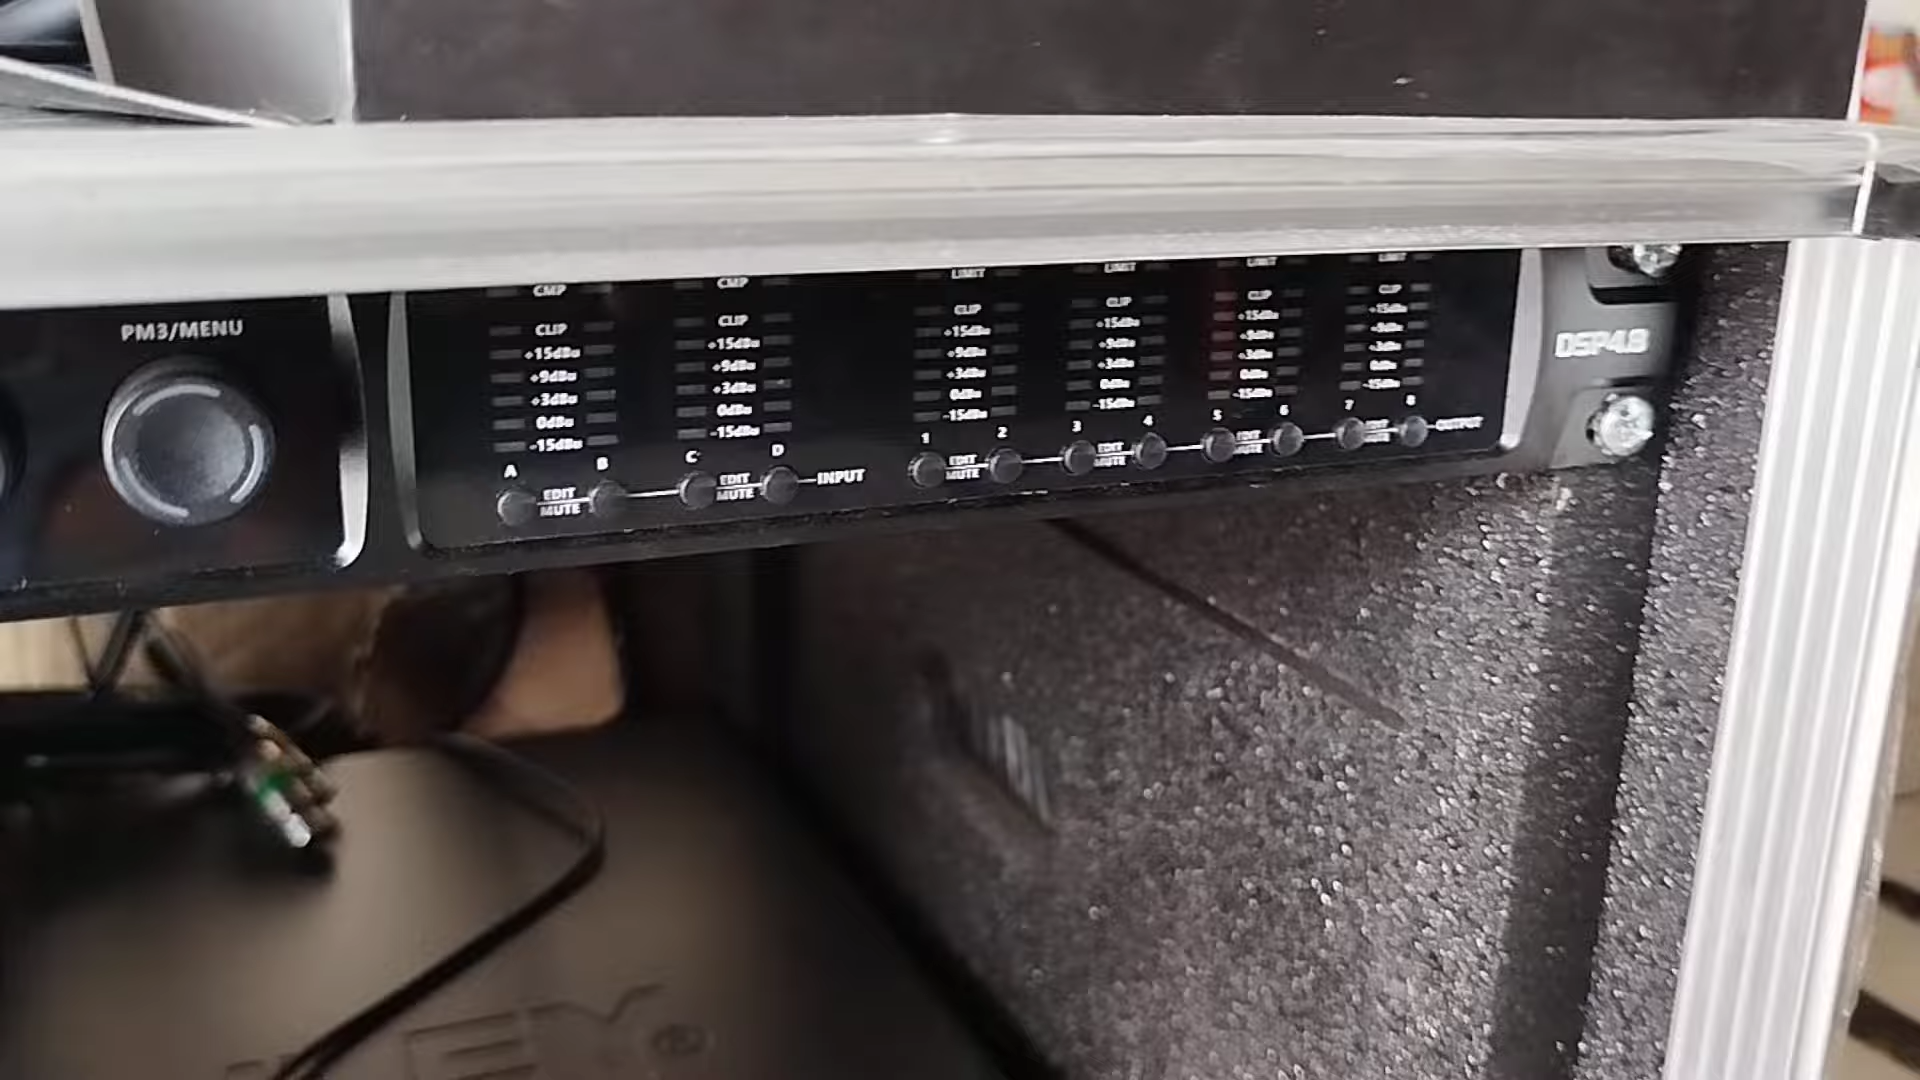 PM3/MENU
CMP
CLIP
+15dBu
+9dBu
+3dBu
0dBu
-15dBu
A
B
EDIT
MUTE
CMP
CLIP
+15dBu
+9dBu
+3dBu
0dBu
-15dBu
C
D
EDIT
MUTE
INPUT
LIMIT
CLIP
+15dBu
+9dBu
+3dBu
0dBu
-15dBu
1
2
EDIT
MUTE
LIMIT
CLIP
+15dBu
+9dBu
+3dBu
0dBu
-15dBu
3
4
EDIT
MUTE
LIMIT
CLIP
+15dBu
+9dBu
+3dBu
0dBu
-15dBu
5
6
EDIT
MUTE
LIMIT
CLIP
+15dBu
+9dBu
+3dBu
0dBu
-15dBu
7
8
EDIT
MUTE
OUTPUT
DSP4.8